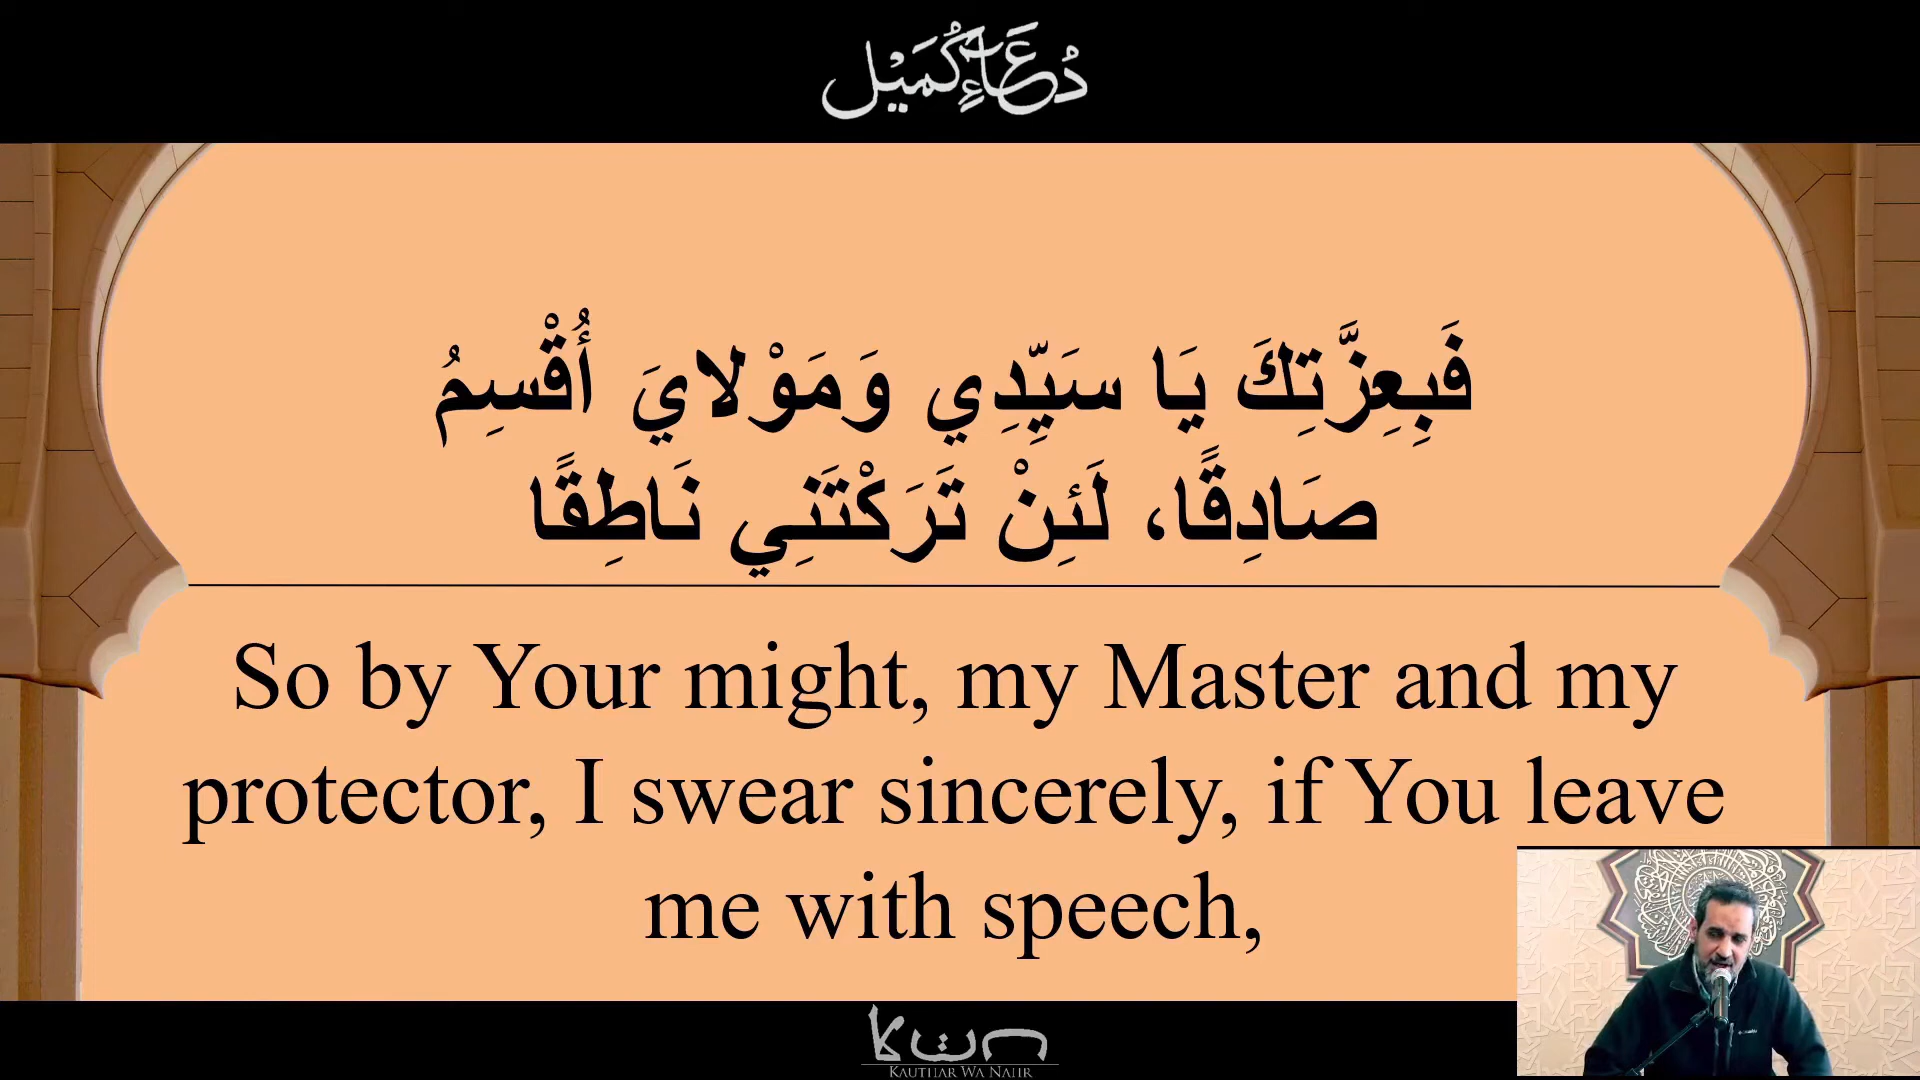 دُعَاءُ كُمَيْل
فَبِعِزَّتِكَ يَا سَيِّدِي وَمَوْلايَ أُقْسِمُ
صَادِقًا، لَئِنْ تَرَكْتَنِي نَاطِقًا
So by Your might, my Master and my
protector, I swear sincerely, if You leave
me with speech,
KAUTHAR WA NAHR